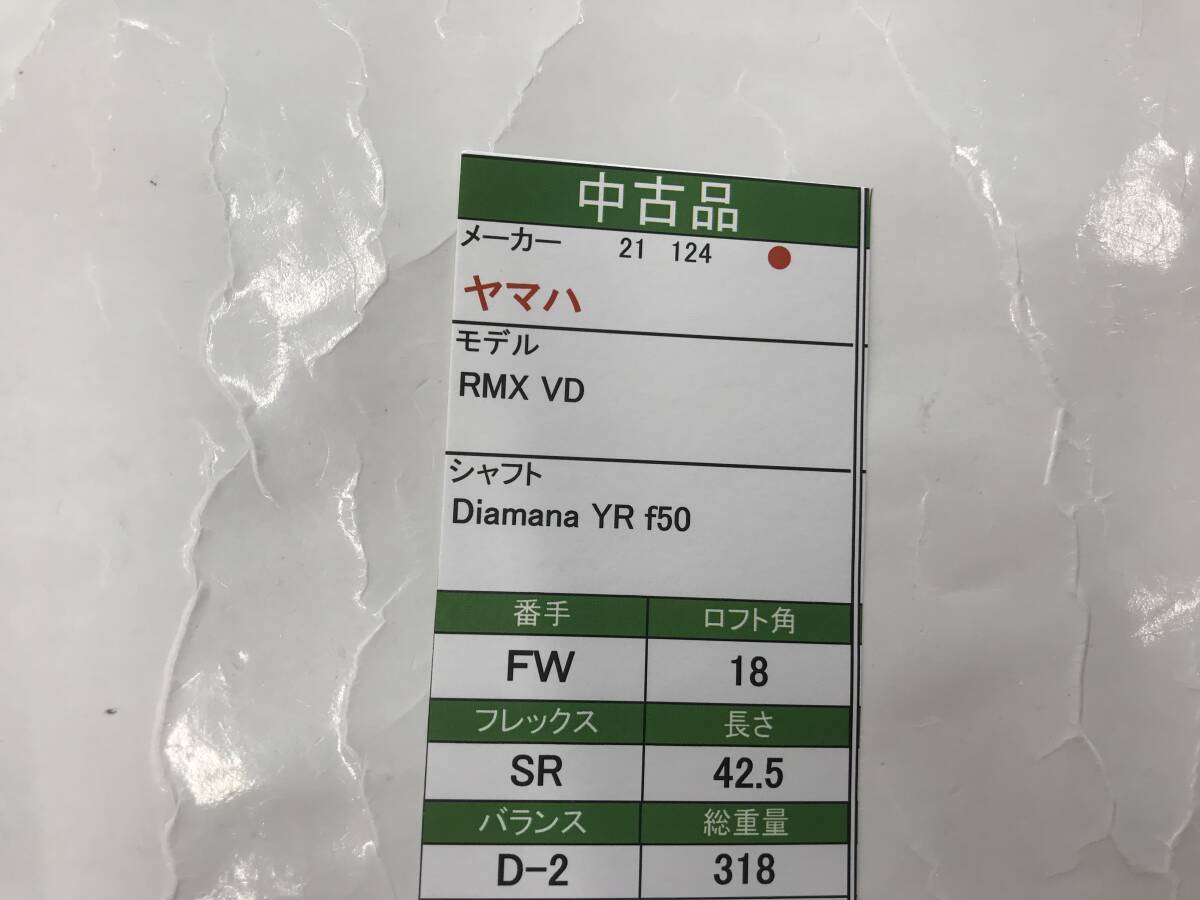 中古品
メーカー 21 124
ヤマハ
モデル
RMX VD
シャフト
Diamana YR f50
番手 ロフト角
FW 18
フレックス 長さ
SR 42.5
バランス 総重量
D-2 318